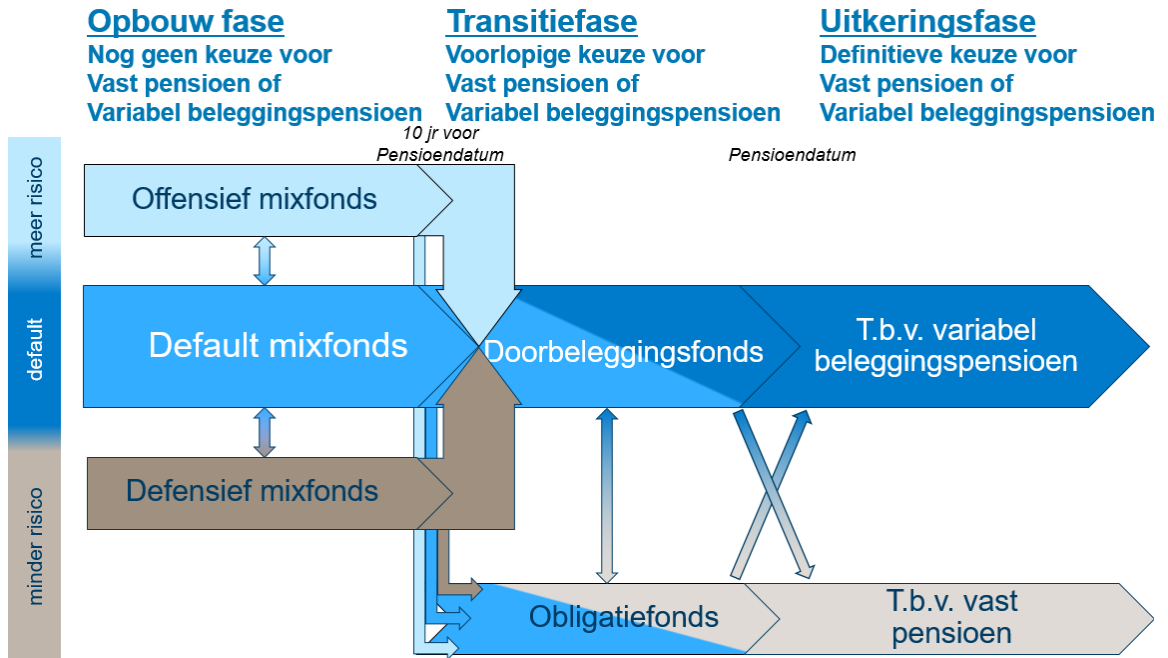 Opbouw fase
Nog geen keuze voor
Vast pensioen of
Variabel beleggingspensioen
Transitiefase
Voorlopige keuze voor
Vast pensioen of
Variabel beleggingspensioen
Uitkeringsfase
Definitieve keuze voor
Vast pensioen of
Variabel beleggingspensioen
10 jr voor
Pensioendatum
Pensioendatum
meer risico
Offensief mixfonds
default
Default mixfonds
Doorbeleggingsfonds
T.b.v. variabel
beleggingspensioen
minder risico
Defensief mixfonds
Obligatiefonds
T.b.v. vast
pensioen